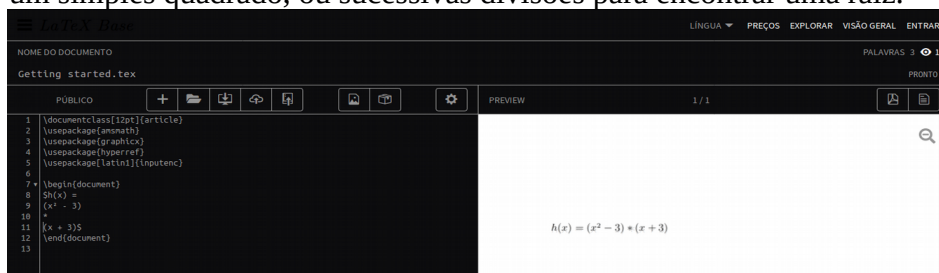 um simples quadrado, ou sucessivas divisões para encontrar uma raiz.
LaTeX Base
LÍNGUA PREÇOS EXPLORAR VISÃO GERAL ENTRAR
NOME DO DOCUMENTO PALAVRAS 3 1
Getting started.tex PRONTO
PÚBLICO PREVIEW 1 / 1
1 \documentclass[12pt]{article}
2 \usepackage{amsmath}
3 \usepackage{graphicx}
4 \usepackage{hyperref}
5 \usepackage[latin1]{inputenc}
6
7 \begin{document}
8 $h(x) =
9 (x² - 3)
10 *
11 (x + 3)$
12 \end{document}
13
h(x) = (x² − 3) ∗ (x + 3)